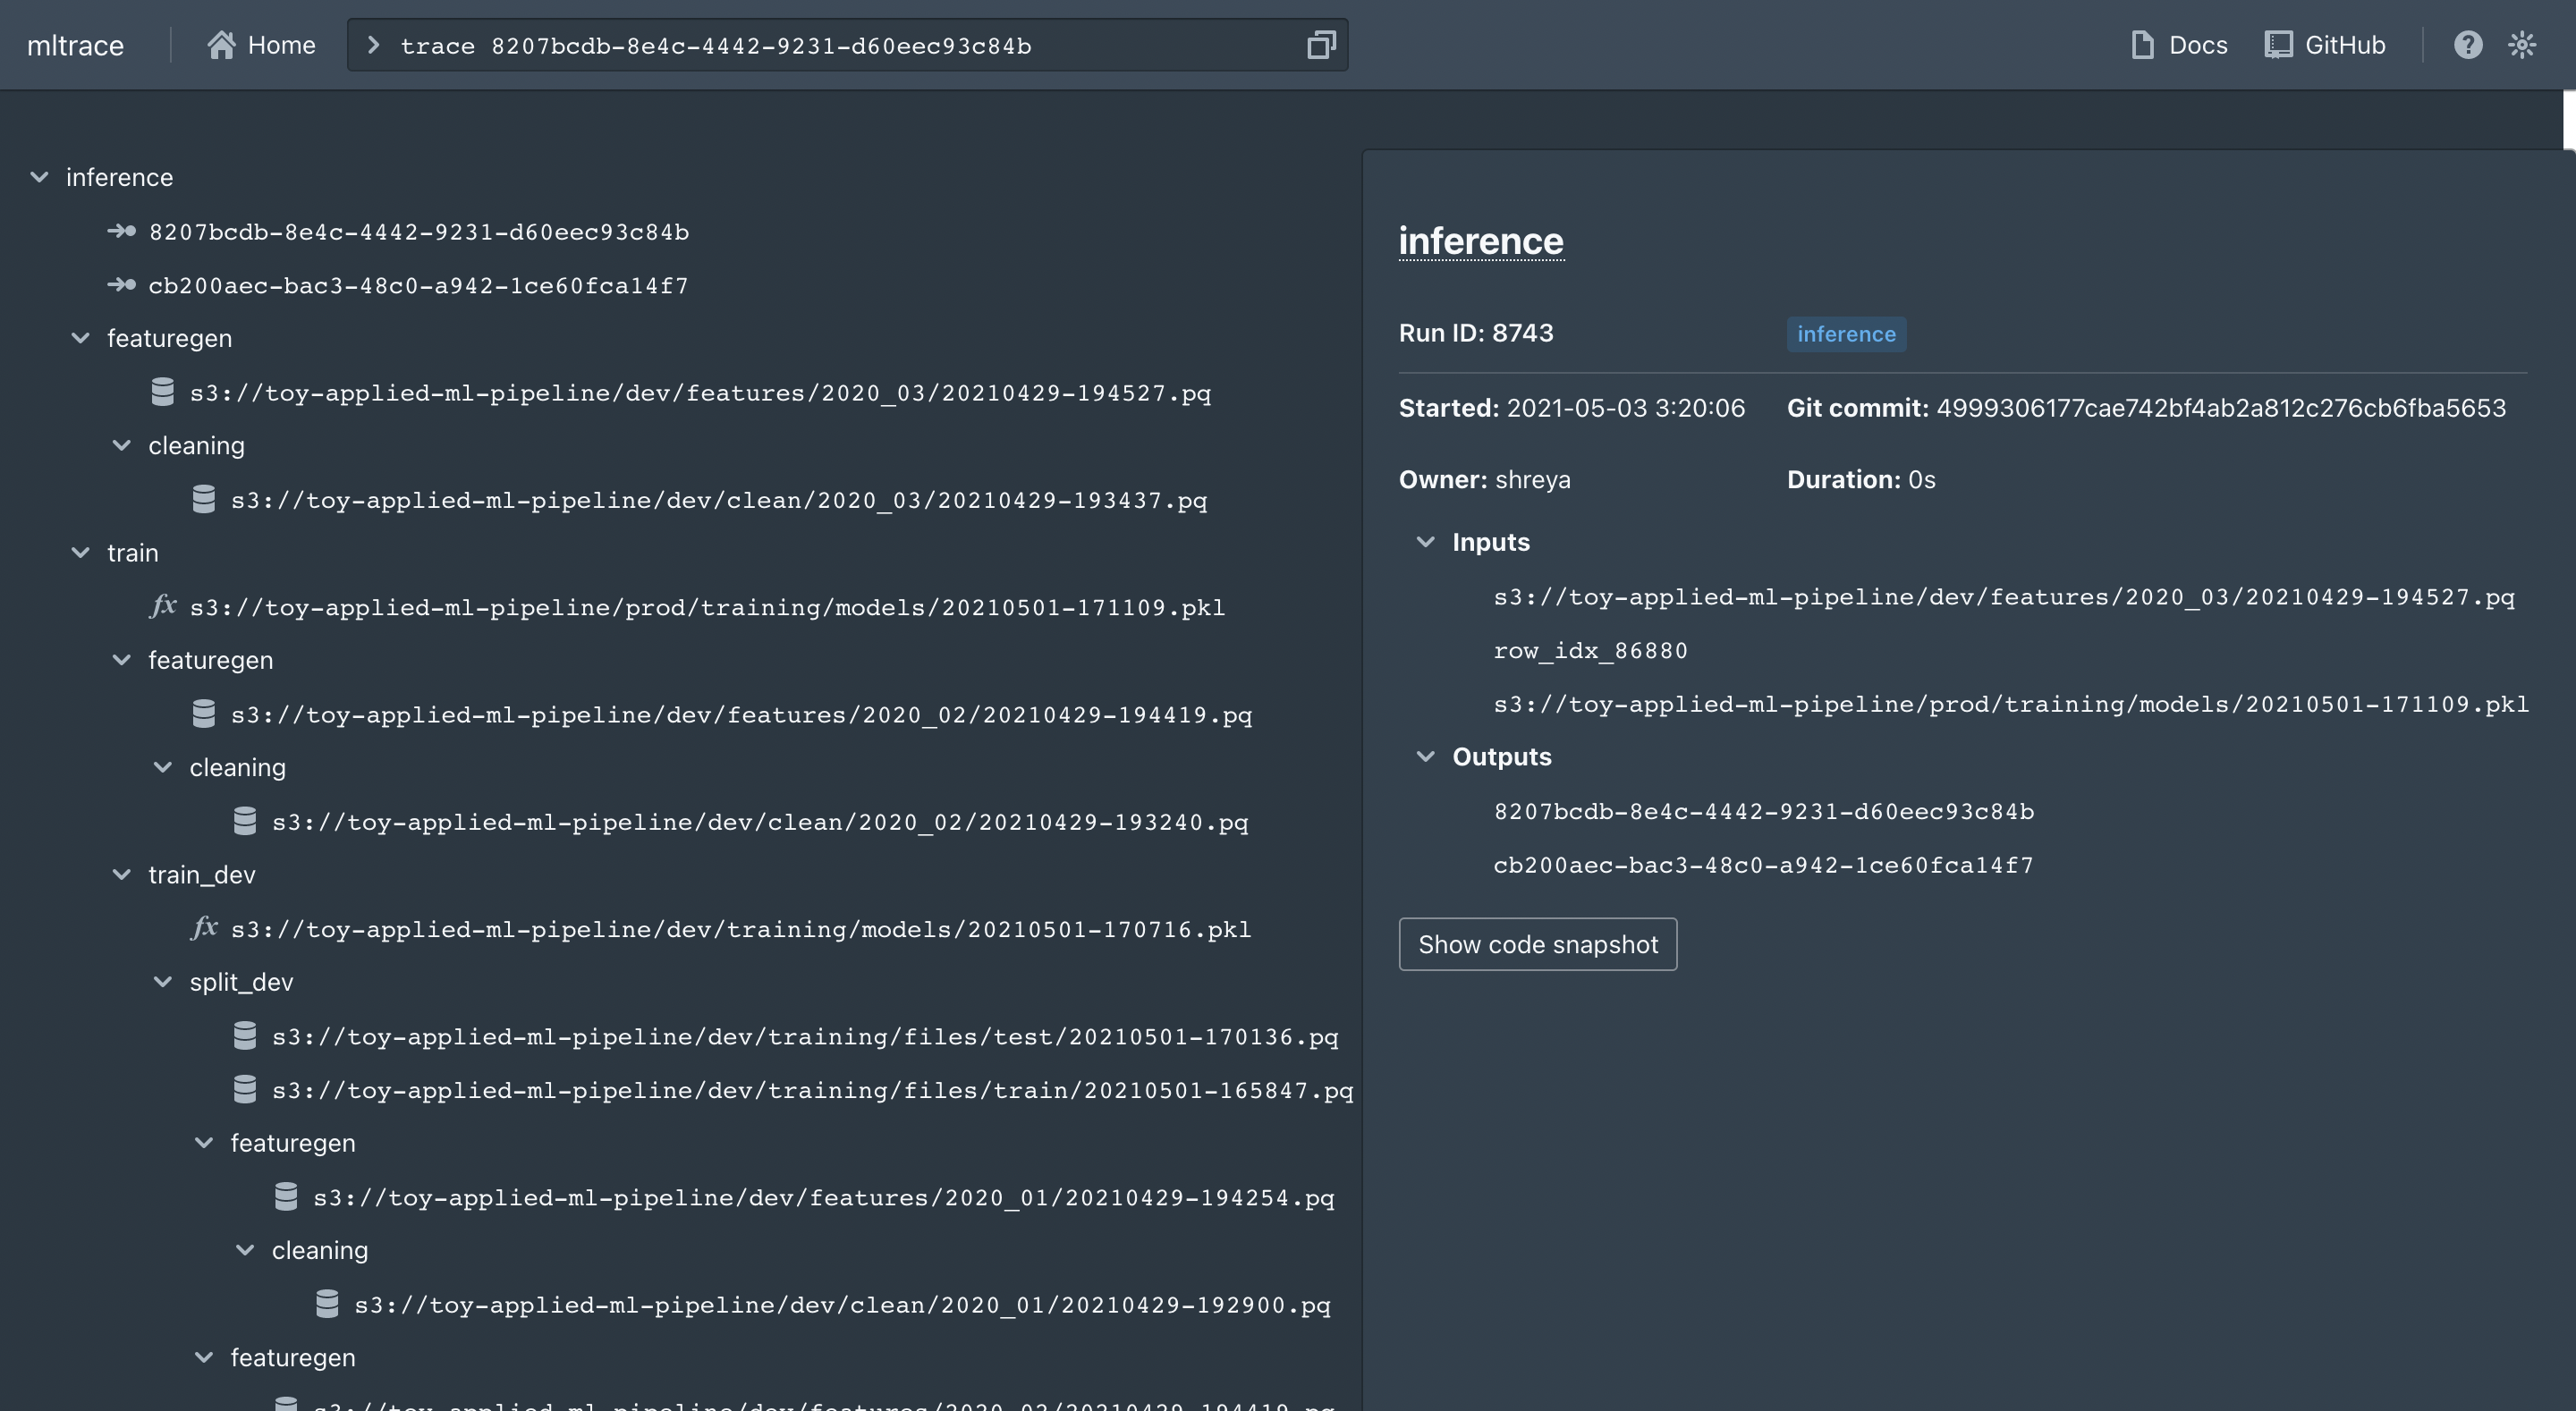 mltrace
Home
trace 8207bcdb-8e4c-4442-9231-d60eec93c84b
Docs
GitHub
inference
8207bcdb-8e4c-4442-9231-d60eec93c84b
cb200aec-bac3-48c0-a942-1ce60fca14f7
featuregen
s3://toy-applied-ml-pipeline/dev/features/2020_03/20210429-194527.pq
cleaning
s3://toy-applied-ml-pipeline/dev/clean/2020_03/20210429-193437.pq
train
s3://toy-applied-ml-pipeline/prod/training/models/20210501-171109.pkl
featuregen
s3://toy-applied-ml-pipeline/dev/features/2020_02/20210429-194419.pq
cleaning
s3://toy-applied-ml-pipeline/dev/clean/2020_02/20210429-193240.pq
train_dev
s3://toy-applied-ml-pipeline/dev/training/models/20210501-170716.pkl
split_dev
s3://toy-applied-ml-pipeline/dev/training/files/test/20210501-170136.pq
s3://toy-applied-ml-pipeline/dev/training/files/train/20210501-165847.pq
featuregen
s3://toy-applied-ml-pipeline/dev/features/2020_01/20210429-194254.pq
cleaning
s3://toy-applied-ml-pipeline/dev/clean/2020_01/20210429-192900.pq
featuregen
inference
Run ID: 8743
inference
Started: 2021-05-03 3:20:06
Git commit: 4999306177cae742bf4ab2a812c276cb6fba5653
Owner: shreya
Duration: 0s
Inputs
s3://toy-applied-ml-pipeline/dev/features/2020_03/20210429-194527.pq
row_idx_86880
s3://toy-applied-ml-pipeline/prod/training/models/20210501-171109.pkl
Outputs
8207bcdb-8e4c-4442-9231-d60eec93c84b
cb200aec-bac3-48c0-a942-1ce60fca14f7
Show code snapshot